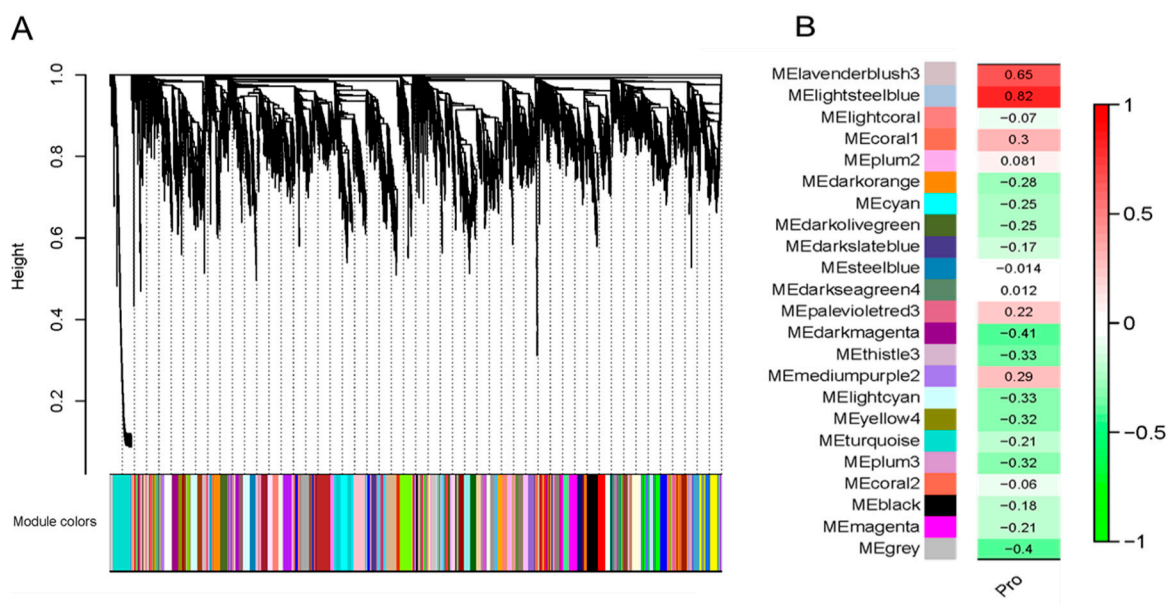 A
B
1.0
0.8
0.6
0.4
0.2
Height
Module colors
MElavenderblush3 0.65
MElightsteelblue 0.82
MElightcoral −0.07
MEcoral1 0.3
MEplum2 0.081
MEdarkorange −0.28
MEcyan −0.25
MEdarkolivegreen −0.25
MEdarkslateblue −0.17
MEsteelblue −0.014
MEdarkseagreen4 0.012
MEpalevioletred3 0.22
MEdarkmagenta −0.41
MEthistle3 −0.33
MEmediumpurple2 0.29
MElightcyan −0.33
MEyellow4 −0.32
MEturquoise −0.21
MEplum3 −0.32
MEcoral2 −0.06
MEblack −0.18
MEmagenta −0.21
MEgrey −0.4
Pro
1
0.5
0
−0.5
−1